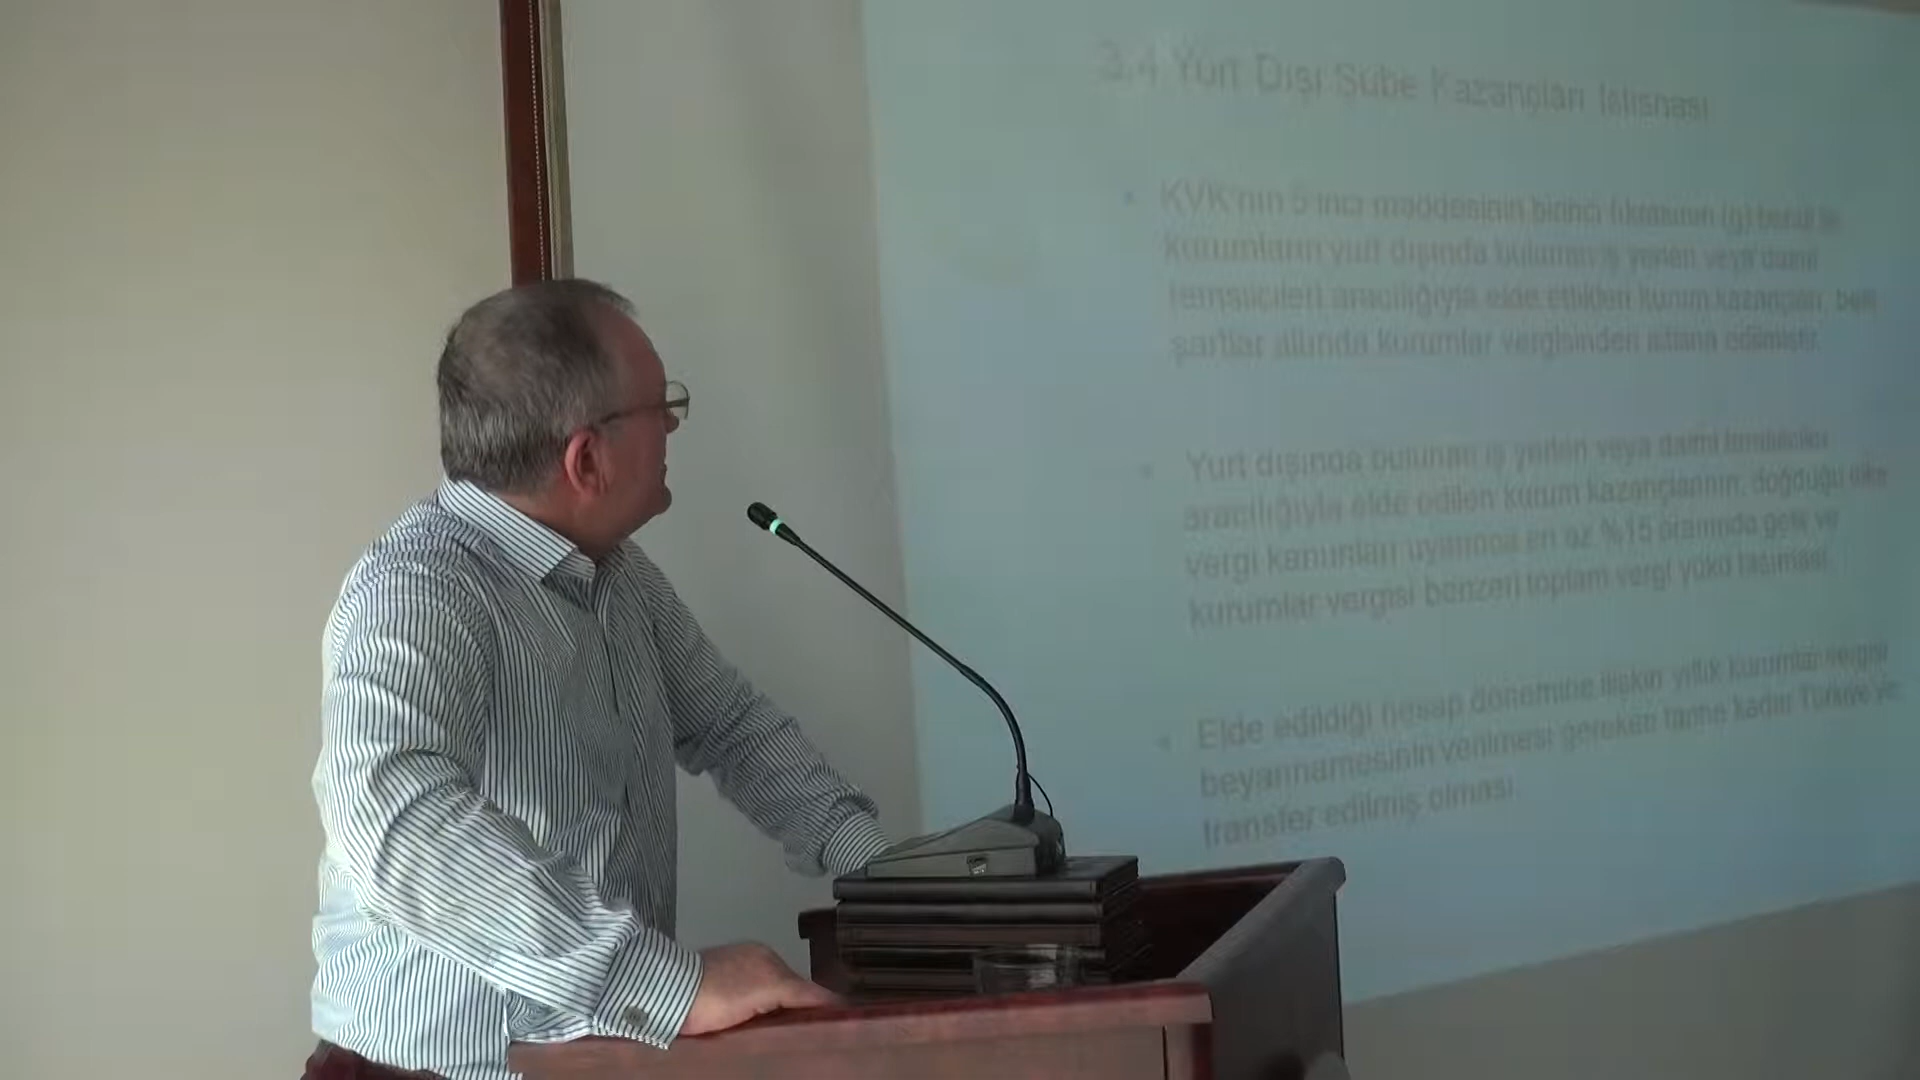 3.4 Yurt Dışı Şube Kazançları İstisnası
KVK'nın 5 inci maddesinin birinci fıkrasının (g) bendi ile
kurumların yurt dışında bulunan iş yerleri veya daimi
temsilcileri aracılığıyla elde ettikleri kurum kazançları, belli
şartlar altında kurumlar vergisinden istisna edilmiştir.
Yurt dışında bulunan iş yerleri veya daimi temsilciler
aracılığıyla elde edilen kurum kazançlarının, doğduğu ülke
vergi kanunları uyarınca en az %15 oranında gelir ve
kurumlar vergisi benzeri toplam vergi yükü taşıması.
Elde edildiği hesap dönemine ilişkin yıllık kurumlar vergisi
beyannamesinin verilmesi gereken tarihe kadar Türkiye'ye
transfer edilmiş olması.